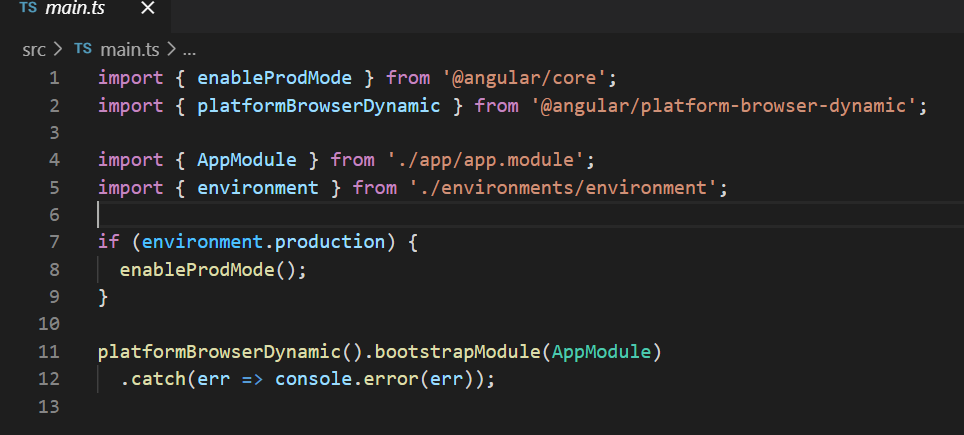 TS main.ts ×
src > TS main.ts > ...
1 import { enableProdMode } from '@angular/core';
2 import { platformBrowserDynamic } from '@angular/platform-browser-dynamic';
3
4 import { AppModule } from './app/app.module';
5 import { environment } from './environments/environment';
6
7 if (environment.production) {
8   enableProdMode();
9 }
10
11 platformBrowserDynamic().bootstrapModule(AppModule)
12   .catch(err => console.error(err));
13